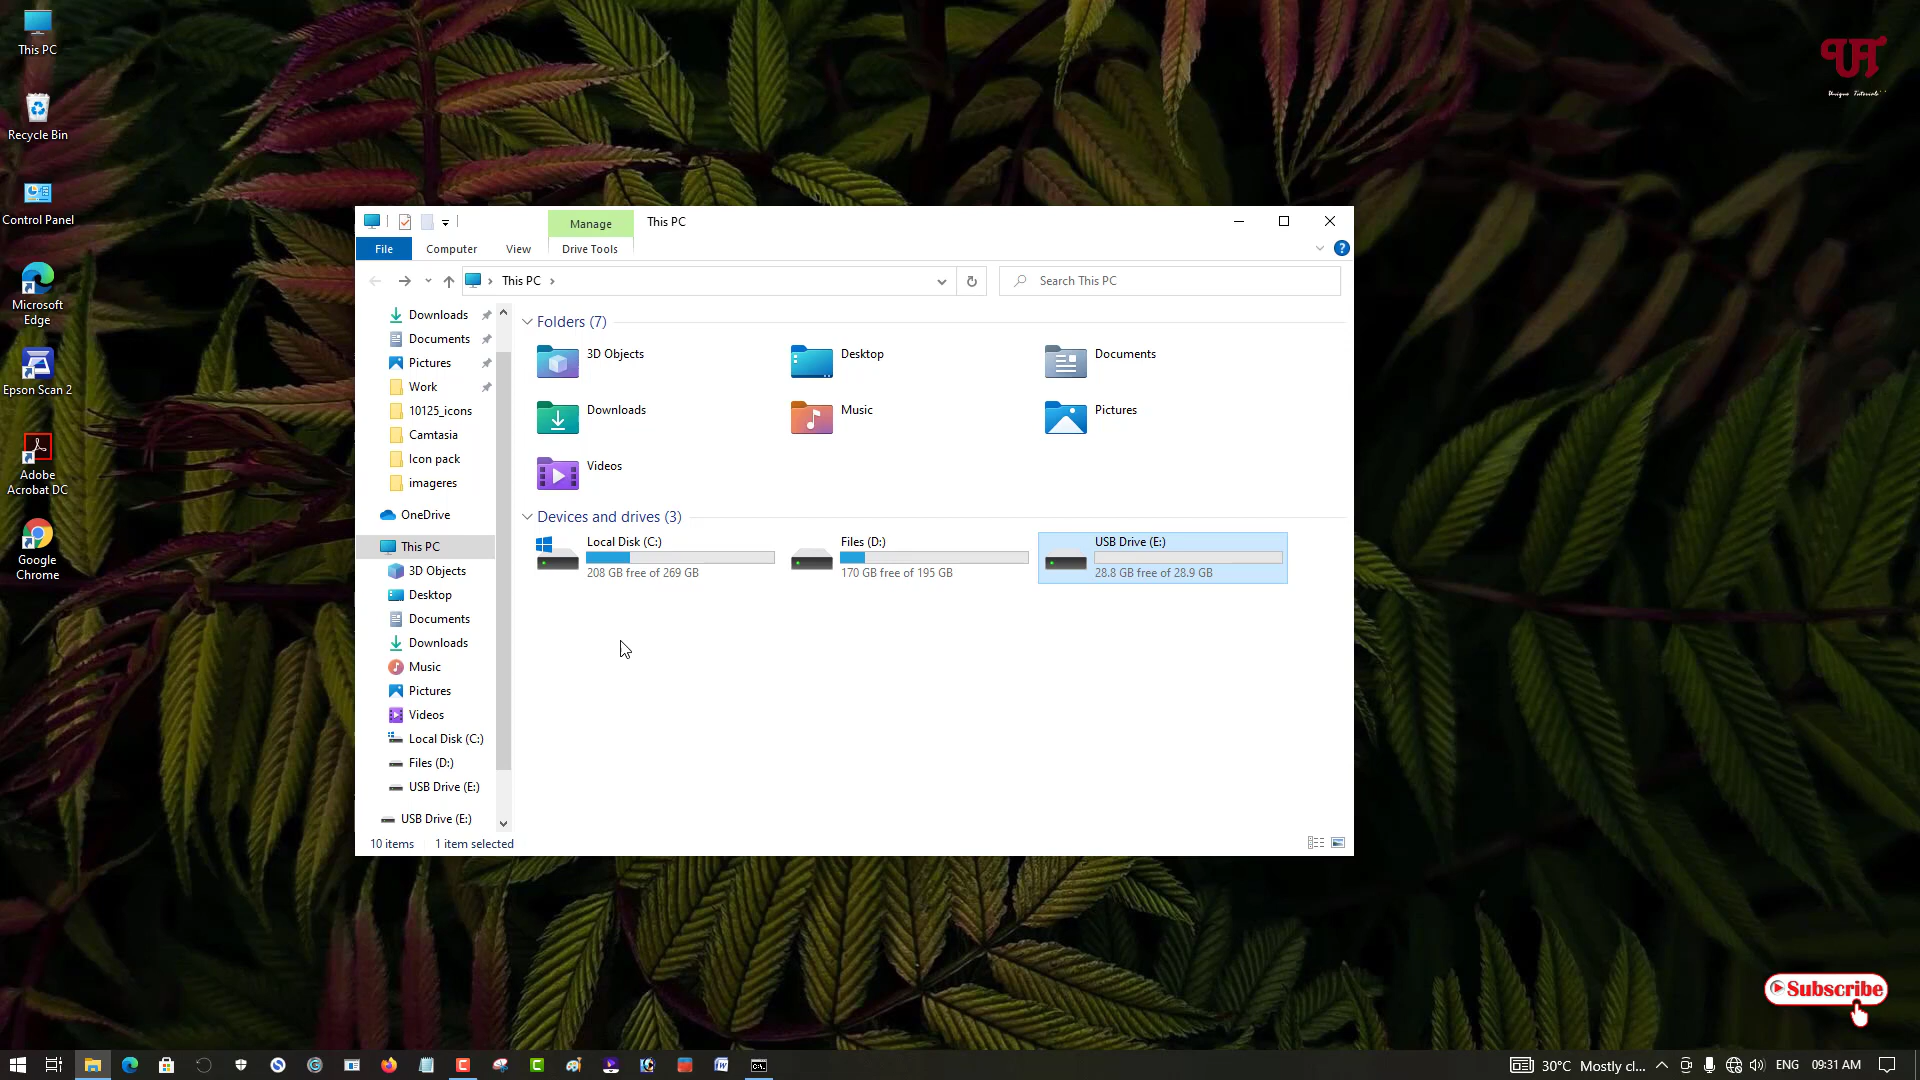 This PC
Recycle Bin
Control Panel
Microsoft
Edge
Epson Scan 2
Adobe
Acrobat DC
Google
Chrome
Unique Tutorials
Manage
This PC
File
Computer
View
Drive Tools
This PC
Search This PC
Downloads
Documents
Pictures
Work
10125_icons
Camtasia
Icon pack
imageres
OneDrive
This PC
3D Objects
Desktop
Documents
Downloads
Music
Pictures
Videos
Local Disk (C:)
Files (D:)
USB Drive (E:)
USB Drive (E:)
Folders (7)
3D Objects
Desktop
Documents
Downloads
Music
Pictures
Videos
Devices and drives (3)
Local Disk (C:)
208 GB free of 269 GB
Files (D:)
170 GB free of 195 GB
USB Drive (E:)
28.8 GB free of 28.9 GB
10 items
1 item selected
Subscribe
30°C Mostly cl...
ENG
09:31 AM